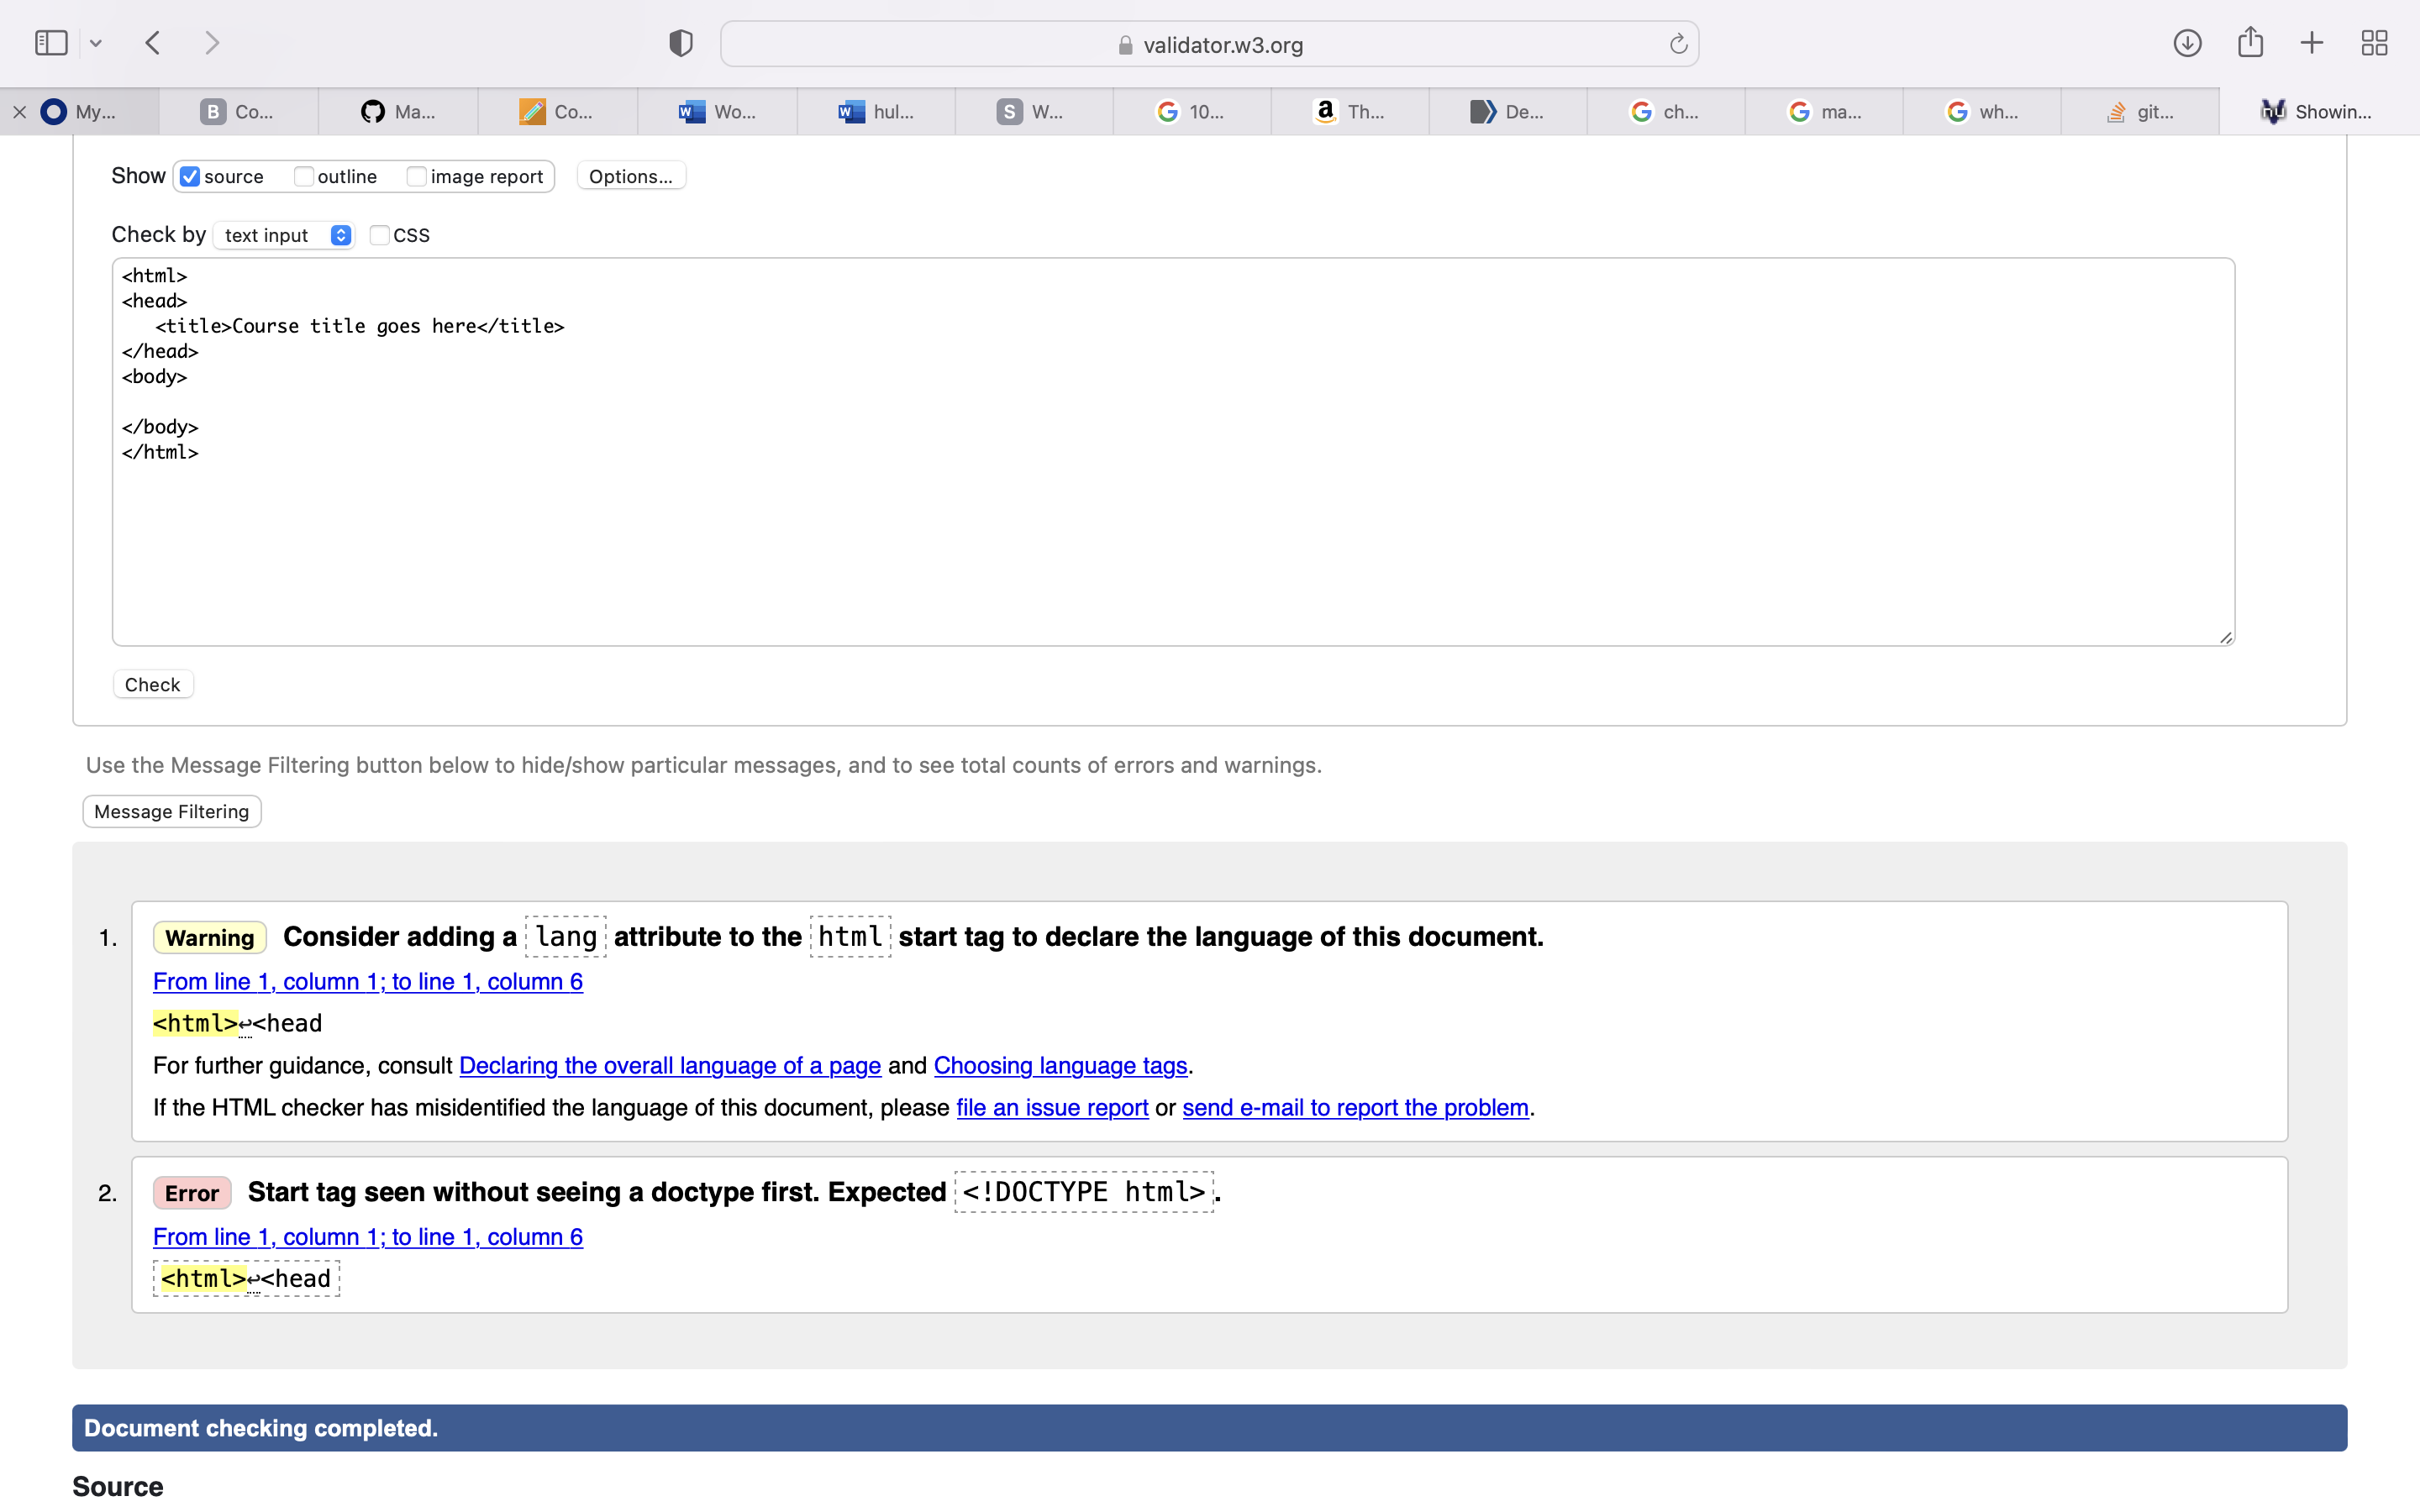 validator.w3.org
My... Co... Ma... Co... Wo... hul... W... 10... Th... De... ch... ma... wh... git... Showin...
Show source outline image report Options...
Check by text input CSS
<html>
<head>
   <title>Course title goes here</title>
</head>
<body>
</body>
</html>
Check
Use the Message Filtering button below to hide/show particular messages, and to see total counts of errors and warnings.
Message Filtering
1. Warning Consider adding a lang attribute to the html start tag to declare the language of this document.
From line 1, column 1; to line 1, column 6
<html>↩<head
For further guidance, consult Declaring the overall language of a page and Choosing language tags.
If the HTML checker has misidentified the language of this document, please file an issue report or send e-mail to report the problem.
2. Error Start tag seen without seeing a doctype first. Expected <!DOCTYPE html>.
From line 1, column 1; to line 1, column 6
<html>↩<head
Document checking completed.
Source